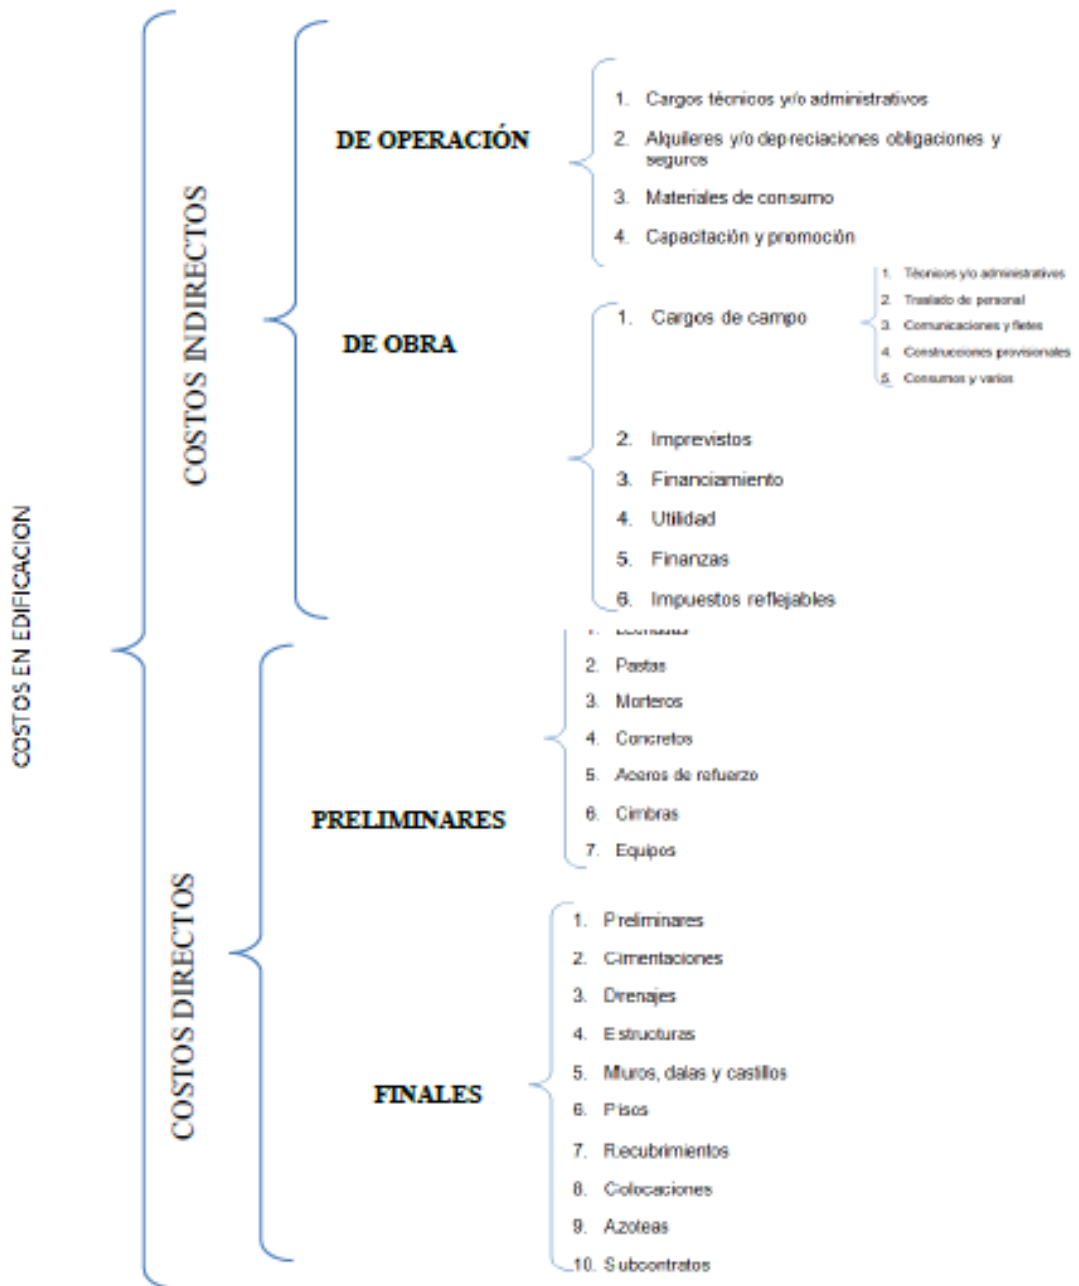 COSTOS EN EDIFICACION
COSTOS INDIRECTOS
DE OPERACIÓN
1. Cargos técnicos y/o administrativos
2. Alquileres y/o depreciaciones obligaciones y
seguros
3. Materiales de consumo
4. Capacitación y promoción
DE OBRA
1. Cargos de campo
1. Técnicos y/o administrativos
2. Traslado de personal
3. Comunicaciones y fletes
4. Construcciones provisionales
5. Consumos y varios
2. Imprevistos
3. Financiamiento
4. Utilidad
5. Finanzas
6. Impuestos reflejables
COSTOS DIRECTOS
PRELIMINARES
1.
2. Pastas
3. Morteros
4. Concretos
5. Aceros de refuerzo
6. Cimbras
7. Equipos
FINALES
1. Preliminares
2. Cimentaciones
3. Drenajes
4. Estructuras
5. Muros, dalas y castillos
6. Pisos
7. Recubrimientos
8. Colocaciones
9. Azoteas
10. Subcontratos